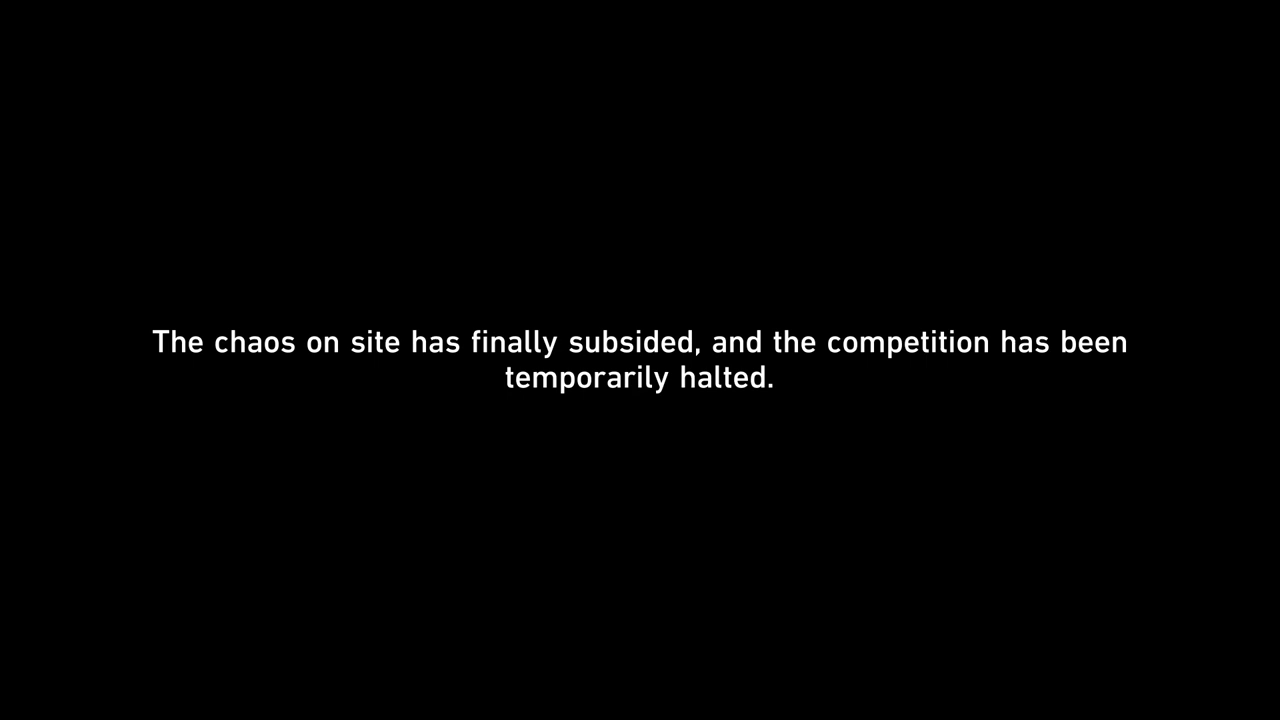 The chaos on site has finally subsided, and the competition has been
temporarily halted.